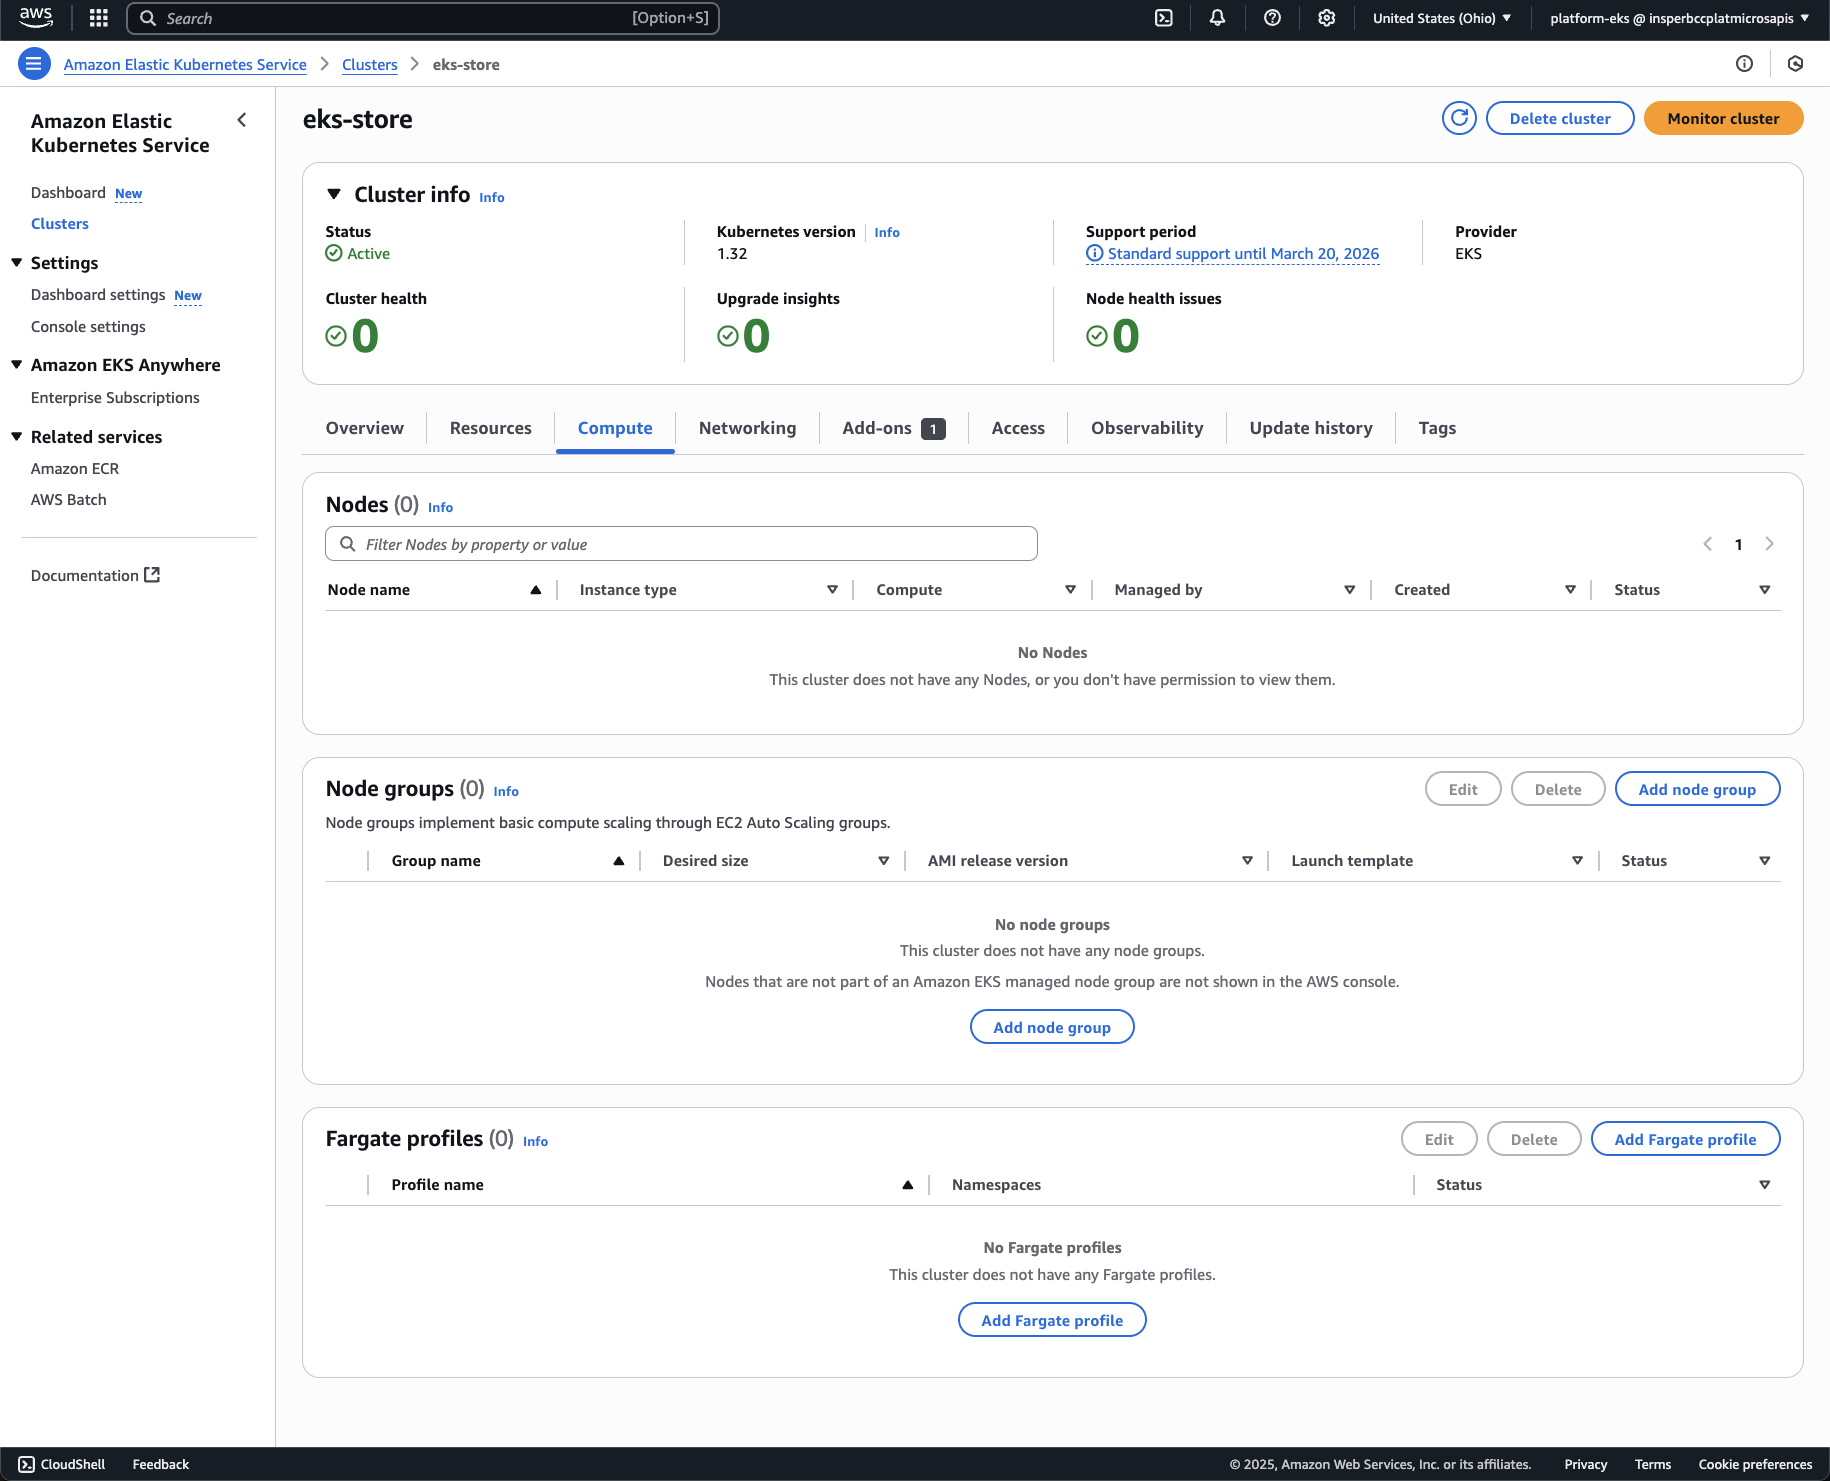 aws
Search [Option+S]
United States (Ohio)
platform-eks @ insperbccplatmicrosapis
Amazon Elastic Kubernetes Service > Clusters > eks-store
Amazon Elastic
Kubernetes Service
Dashboard New
Clusters
Settings
Dashboard settings New
Console settings
Amazon EKS Anywhere
Enterprise Subscriptions
Related services
Amazon ECR
AWS Batch
Documentation
eks-store
Delete cluster
Monitor cluster
Cluster info Info
Status
Active
Kubernetes version Info
1.32
Support period
Standard support until March 20, 2026
Provider
EKS
Cluster health
0
Upgrade insights
0
Node health issues
0
Overview Resources Compute Networking Add-ons 1 Access Observability Update history Tags
Nodes (0) Info
Filter Nodes by property or value
1
Node name Instance type Compute Managed by Created Status
No Nodes
This cluster does not have any Nodes, or you don't have permission to view them.
Node groups (0) Info
Edit Delete Add node group
Node groups implement basic compute scaling through EC2 Auto Scaling groups.
Group name Desired size AMI release version Launch template Status
No node groups
This cluster does not have any node groups.
Nodes that are not part of an Amazon EKS managed node group are not shown in the AWS console.
Add node group
Fargate profiles (0) Info
Edit Delete Add Fargate profile
Profile name Namespaces Status
No Fargate profiles
This cluster does not have any Fargate profiles.
Add Fargate profile
CloudShell Feedback © 2025, Amazon Web Services, Inc. or its affiliates. Privacy Terms Cookie preferences